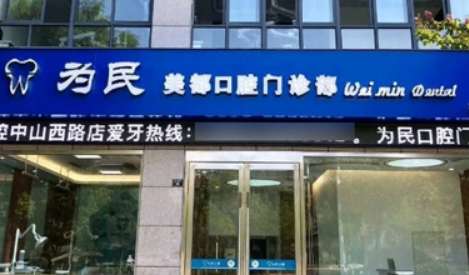 为民 美都口腔门诊部 Wei min Dental
腔中山西路店爱牙热线： 。为民口腔门